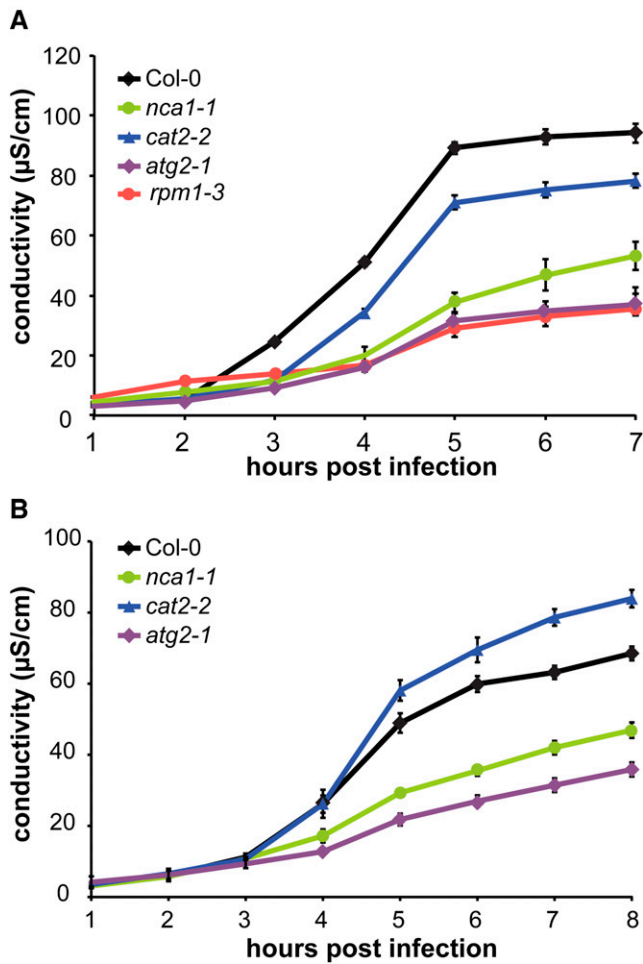 A
120
100
80
60
40
20
0
conductivity (µS/cm)
Col-0
nca1-1
cat2-2
atg2-1
rpm1-3
1 2 3 4 5 6 7
hours post infection
B
100
80
60
40
20
0
conductivity (µS/cm)
Col-0
nca1-1
cat2-2
atg2-1
1 2 3 4 5 6 7 8
hours post infection